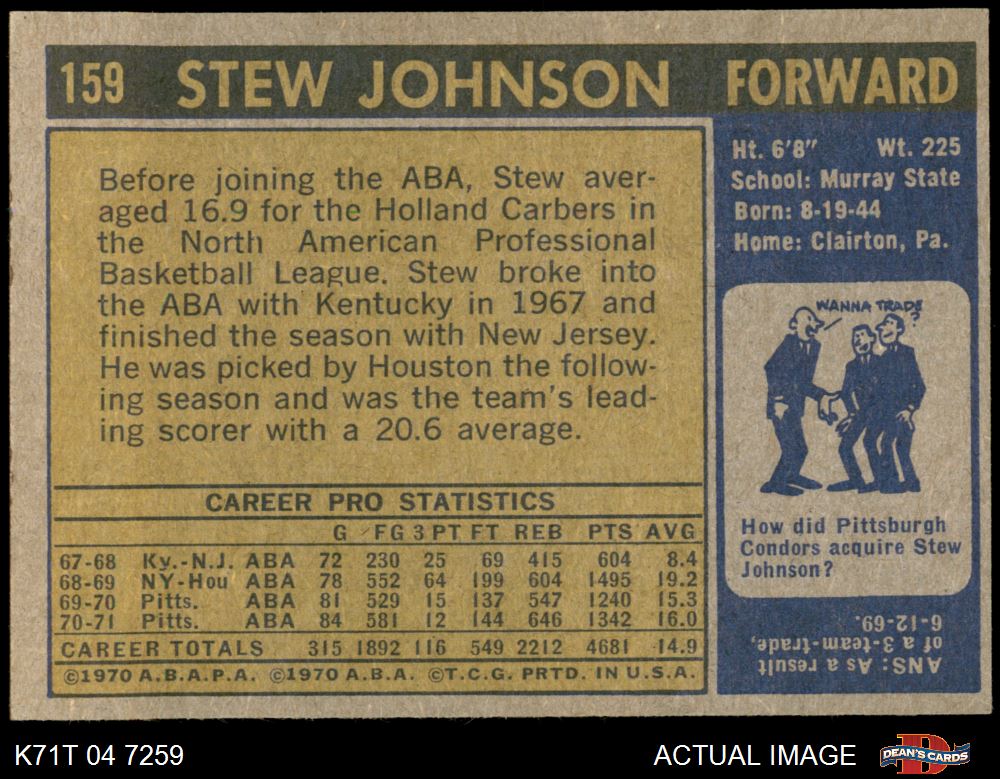 159 STEW JOHNSON FORWARD
Before joining the ABA, Stew aver-
aged 16.9 for the Holland Carbers in
the North American Professional
Basketball League. Stew broke into
the ABA with Kentucky in 1967 and
finished the season with New Jersey.
He was picked by Houston the follow-
ing season and was the team's lead-
ing scorer with a 20.6 average.
CAREER PRO STATISTICS
G FG 3 PT FT REB PTS AVG
67-68 Ky.-N.J. ABA 72 230 25 69 415 604 8.4
68-69 NY-Hou ABA 78 552 64 199 604 1495 19.2
69-70 Pitts. ABA 81 529 15 137 547 1240 15.3
70-71 Pitts. ABA 84 581 12 144 646 1342 16.0
CAREER TOTALS 315 1892 116 549 2212 4681 14.9
©1970 A.B.A.P.A. ©1970 A.B.A. ©T.C.G. PRTD. IN U.S.A.
Ht. 6'8" Wt. 225
School: Murray State
Born: 8-19-44
Home: Clairton, Pa.
WANNA TRADE
?
How did Pittsburgh
Condors acquire Stew
Johnson?
ANS: As a result
of a 3-team-trade,
6-12-69.
K71T 04 7259
ACTUAL IMAGE
D
DEAN'S CARDS